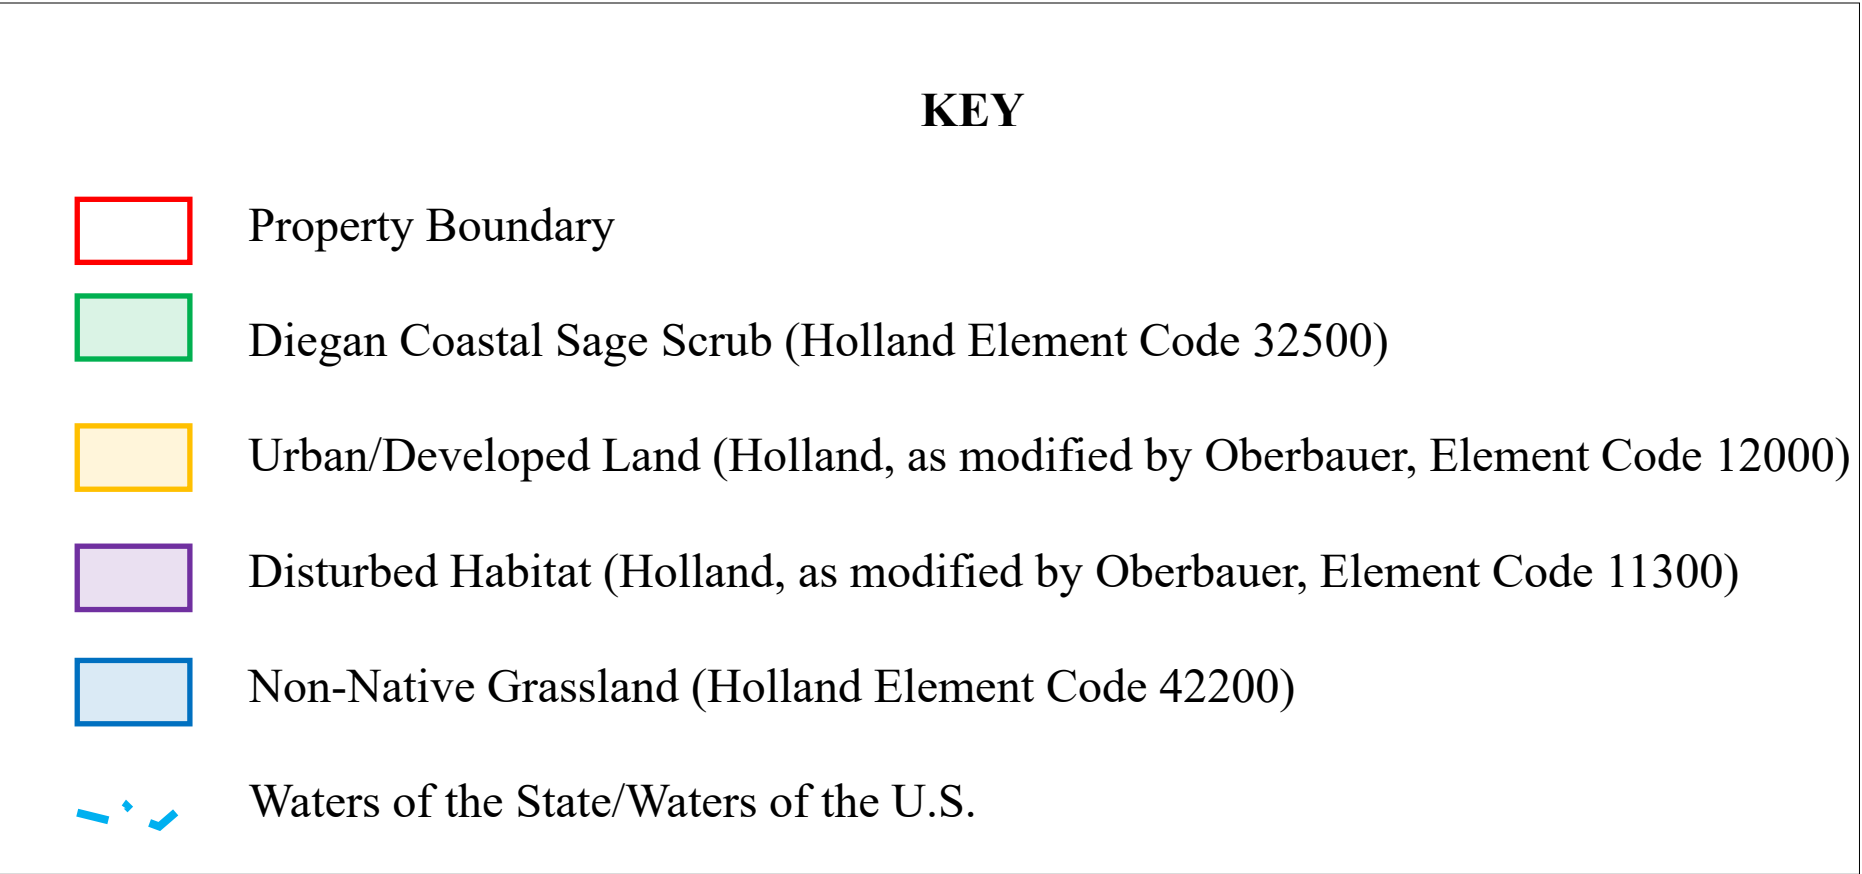 KEY
Property Boundary
Diegan Coastal Sage Scrub (Holland Element Code 32500)
Urban/Developed Land (Holland, as modified by Oberbauer, Element Code 12000)
Disturbed Habitat (Holland, as modified by Oberbauer, Element Code 11300)
Non-Native Grassland (Holland Element Code 42200)
Waters of the State/Waters of the U.S.